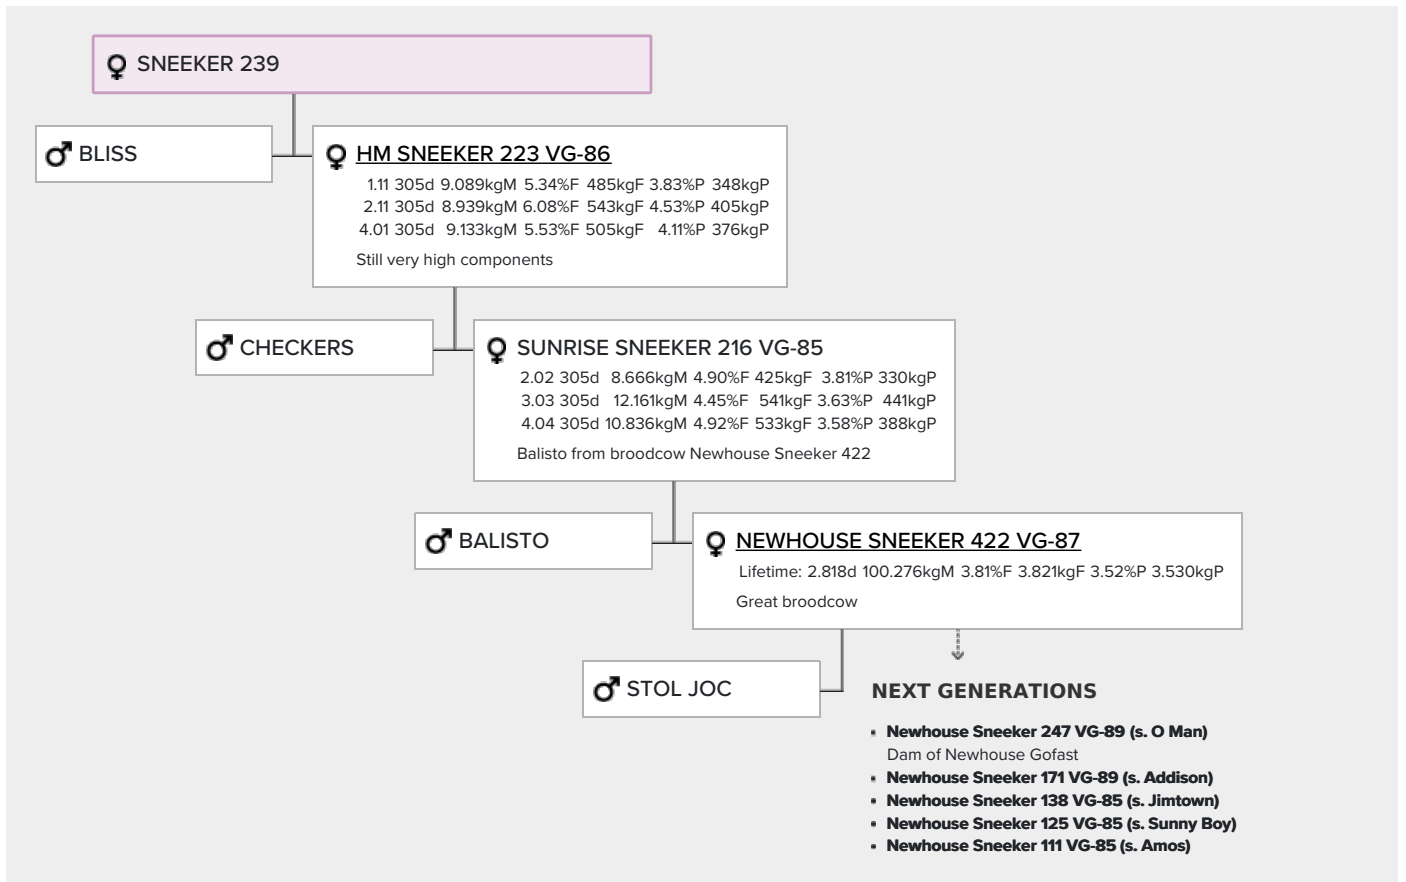 SNEEKER 239
BLISS
HM SNEEKER 223 VG-86
1.11 305d 9.089kgM 5.34%F 485kgF 3.83%P 348kgP
2.11 305d 8.939kgM 6.08%F 543kgF 4.53%P 405kgP
4.01 305d 9.133kgM 5.53%F 505kgF 4.11%P 376kgP
Still very high components
CHECKERS
SUNRISE SNEEKER 216 VG-85
2.02 305d 8.666kgM 4.90%F 425kgF 3.81%P 330kgP
3.03 305d 12.161kgM 4.45%F 541kgF 3.63%P 441kgP
4.04 305d 10.836kgM 4.92%F 533kgF 3.58%P 388kgP
Balisto from broodcow Newhouse Sneeker 422
BALISTO
NEWHOUSE SNEEKER 422 VG-87
Lifetime: 2.818d 100.276kgM 3.81%F 3.821kgF 3.52%P 3.530kgP
Great broodcow
STOL JOC
NEXT GENERATIONS
Newhouse Sneeker 247 VG-89 (s. O Man)
Dam of Newhouse Gofast
Newhouse Sneeker 171 VG-89 (s. Addison)
Newhouse Sneeker 138 VG-85 (s. Jimtown)
Newhouse Sneeker 125 VG-85 (s. Sunny Boy)
Newhouse Sneeker 111 VG-85 (s. Amos)